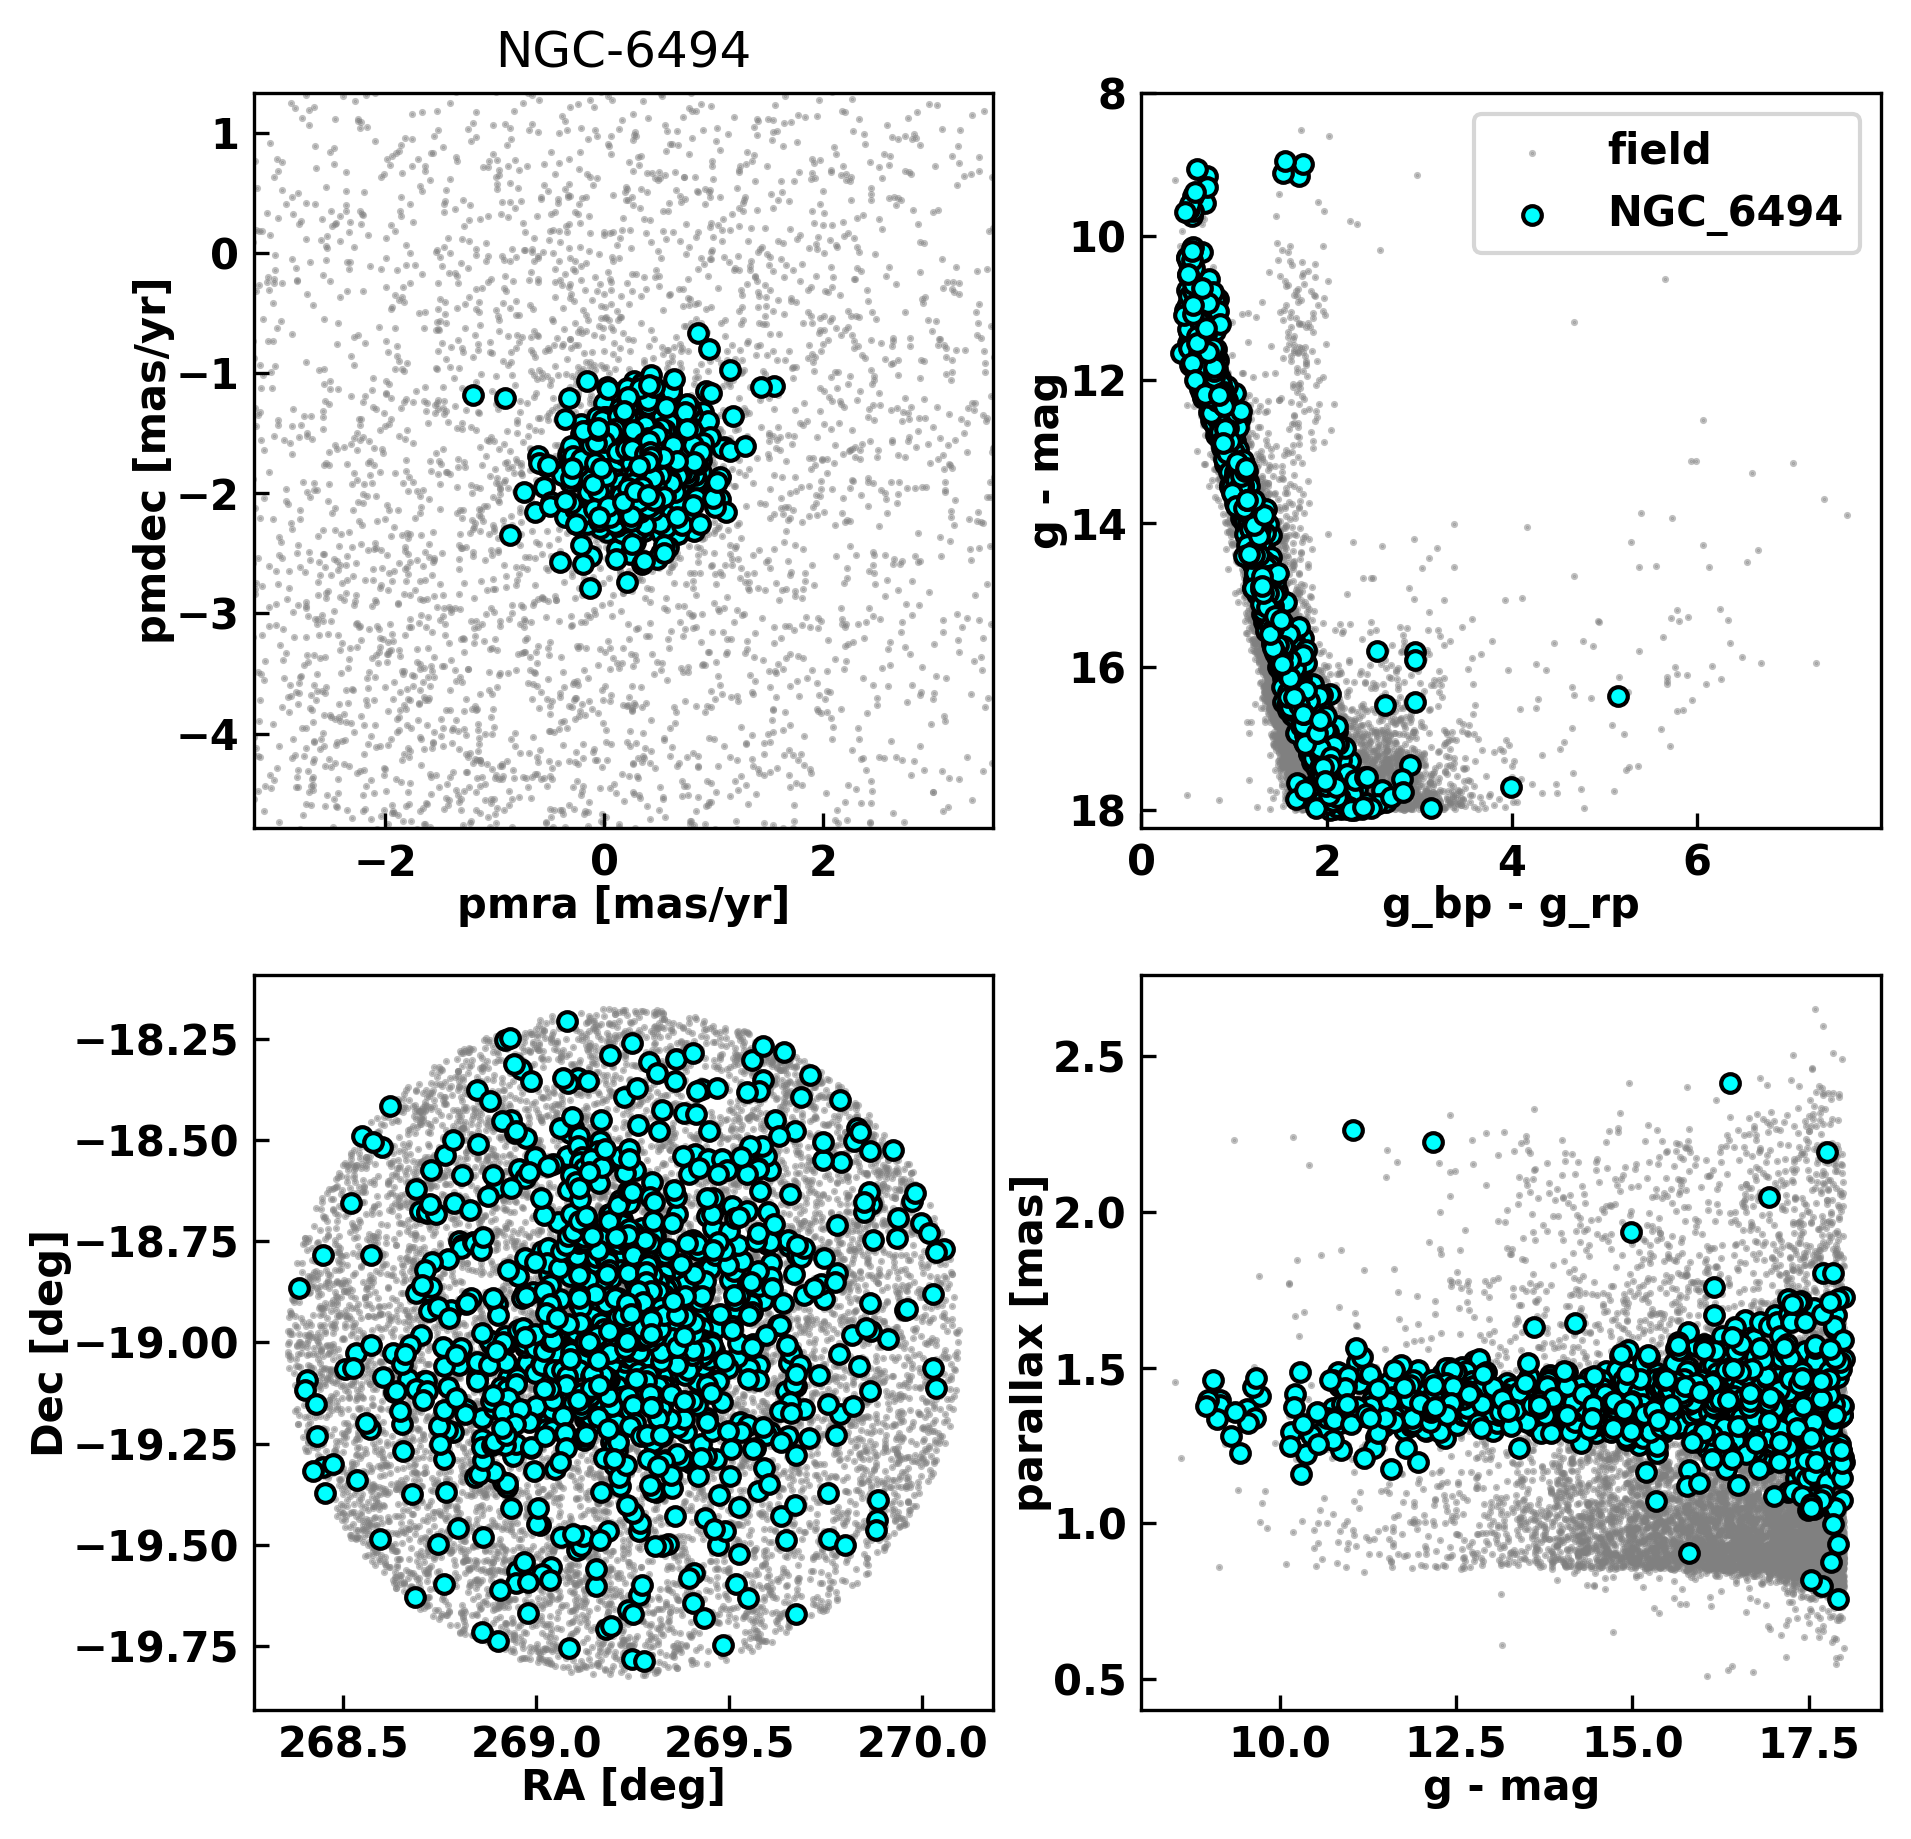 NGC-6494
1
0
−1
−2
−3
−4
pmdec [mas/yr]
−2 0 2
pmra [mas/yr]
8
10
12
14
16
18
g - mag
field
NGC_6494
0 2 4 6
g_bp - g_rp
−18.25
−18.50
−18.75
−19.00
−19.25
−19.50
−19.75
Dec [deg]
268.5 269.0 269.5 270.0
RA [deg]
2.5
2.0
1.5
1.0
0.5
parallax [mas]
10.0 12.5 15.0 17.5
g - mag